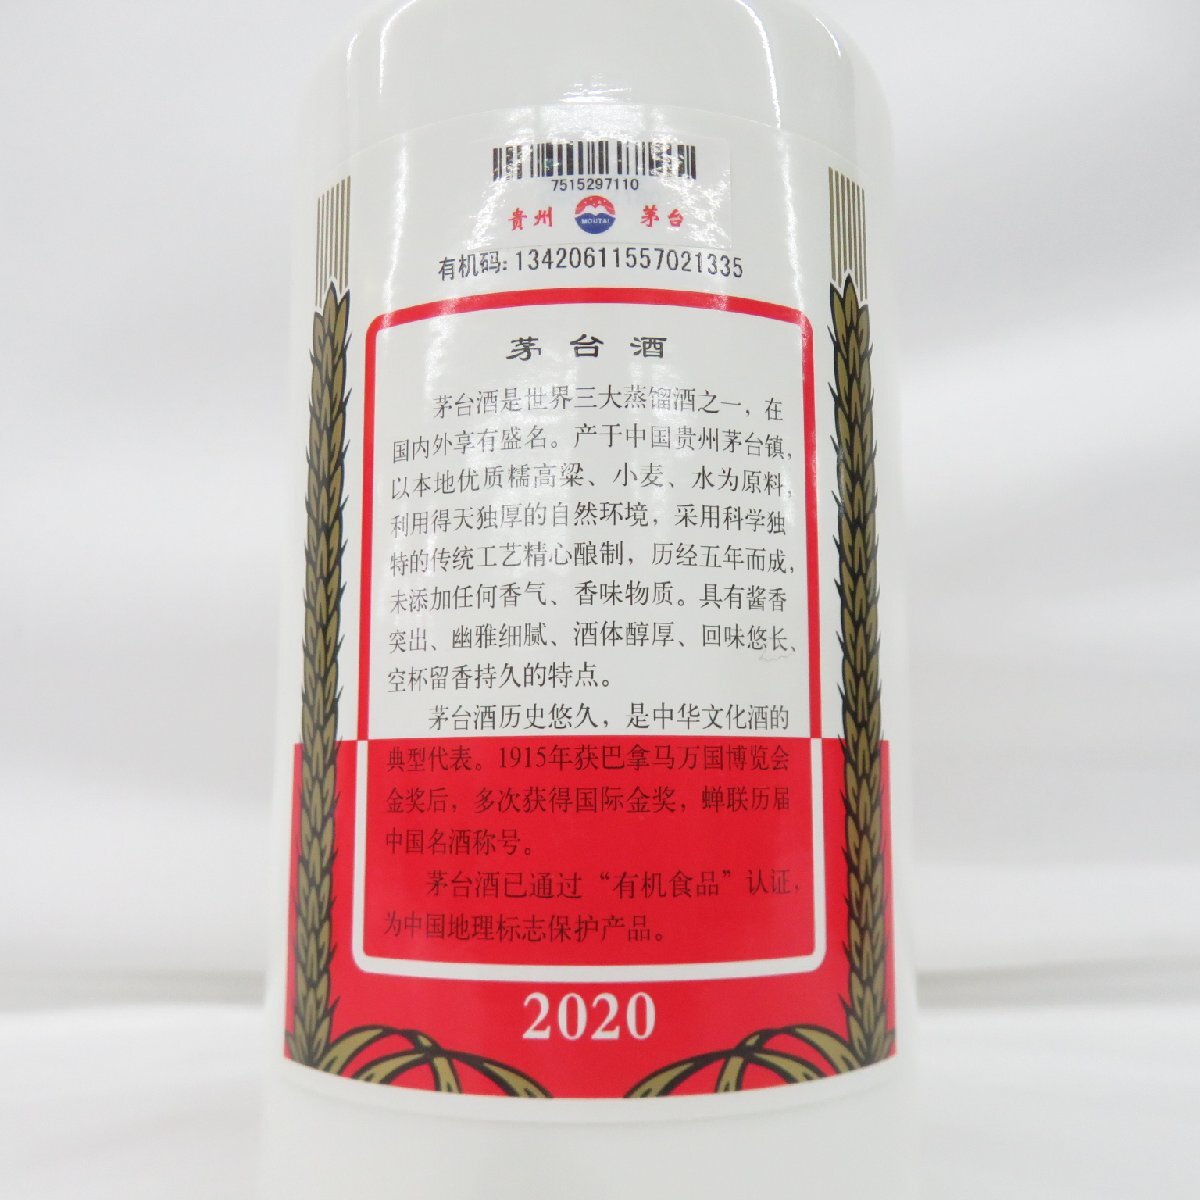 7515297110
贵州 MOUTAI 茅台
有机码: 13420611557021335
茅台酒
茅台酒是世界三大蒸馏酒之一，在
国内外享有盛名。产于中国贵州茅台镇，
以本地优质糯高粱、小麦、水为原料，
利用得天独厚的自然环境，采用科学独
特的传统工艺精心酿制，历经五年而成，
未添加任何香气、香味物质。具有酱香
突出、幽雅细腻、酒体醇厚、回味悠长、
空杯留香持久的特点。
茅台酒历史悠久，是中华文化酒的
典型代表。1915年获巴拿马万国博览会
金奖后，多次获得国际金奖，蝉联历届
中国名酒称号。
茅台酒已通过“有机食品”认证，
为中国地理标志保护产品。
2020